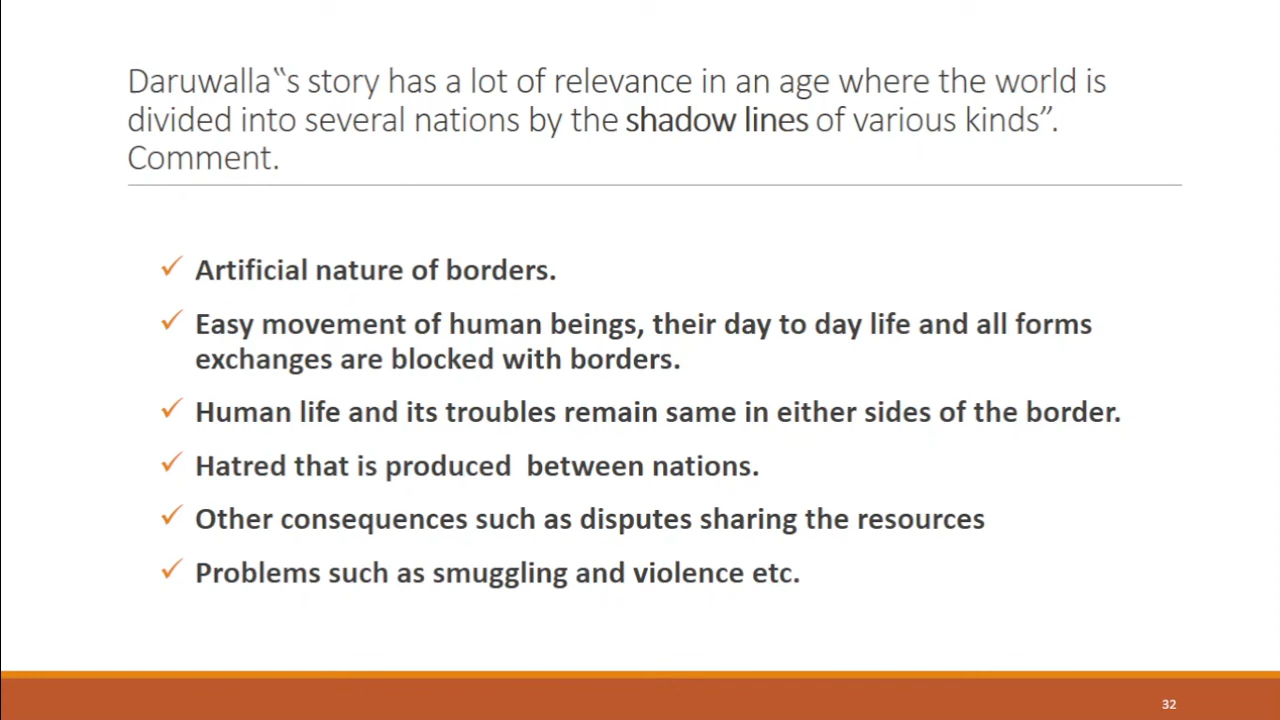 Daruwalla‟s story has a lot of relevance in an age where the world is
divided into several nations by the shadow lines of various kinds”.
Comment.
✓ Artificial nature of borders.
✓ Easy movement of human beings, their day to day life and all forms
exchanges are blocked with borders.
✓ Human life and its troubles remain same in either sides of the border.
✓ Hatred that is produced between nations.
✓ Other consequences such as disputes sharing the resources
✓ Problems such as smuggling and violence etc.
32